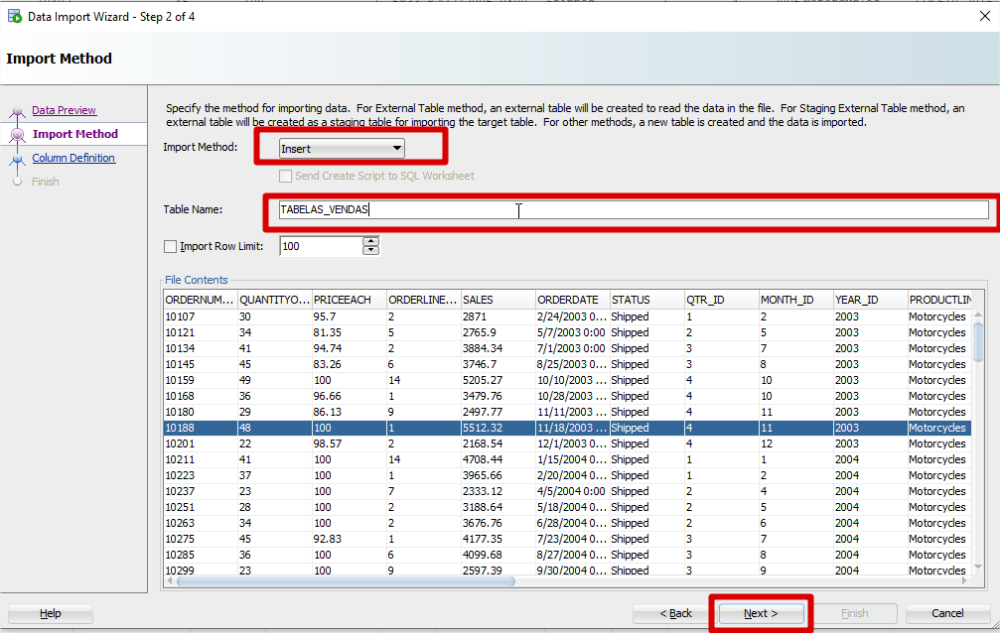 Data Import Wizard - Step 2 of 4
Import Method
Data Preview
Import Method
Column Definition
Finish
Specify the method for importing data. For External Table method, an external table will be created to read the data in the file. For Staging External Table method, an
external table will be created as a staging table for importing the target table. For other methods, a new table is created and the data is imported.
Import Method: Insert
Send Create Script to SQL Worksheet
Table Name: TABELAS_VENDAS
Import Row Limit: 100
File Contents
ORDERNUM... QUANTITYO... PRICEEACH ORDERLINE... SALES ORDERDATE STATUS QTR_ID MONTH_ID YEAR_ID PRODUCTLIN
10107 30 95.7 2 2871 2/24/2003 0... Shipped 1 2 2003 Motorcycles
10121 34 81.35 5 2765.9 5/7/2003 0:00 Shipped 2 5 2003 Motorcycles
10134 41 94.74 2 3884.34 7/1/2003 0:00 Shipped 3 7 2003 Motorcycles
10145 45 83.26 6 3746.7 8/25/2003 0... Shipped 3 8 2003 Motorcycles
10159 49 100 14 5205.27 10/10/2003 ... Shipped 4 10 2003 Motorcycles
10168 36 96.66 1 3479.76 10/28/2003 ... Shipped 4 10 2003 Motorcycles
10180 29 86.13 9 2497.77 11/11/2003 ... Shipped 4 11 2003 Motorcycles
10188 48 100 1 5512.32 11/18/2003 ... Shipped 4 11 2003 Motorcycles
10201 22 98.57 2 2168.54 12/1/2003 0... Shipped 4 12 2003 Motorcycles
10211 41 100 14 4708.44 1/15/2004 0... Shipped 1 1 2004 Motorcycles
10223 37 100 1 3965.66 2/20/2004 0... Shipped 1 2 2004 Motorcycles
10237 23 100 7 2333.12 4/5/2004 0:00 Shipped 2 4 2004 Motorcycles
10251 28 100 2 3188.64 5/18/2004 0... Shipped 2 5 2004 Motorcycles
10263 34 100 2 3676.76 6/28/2004 0... Shipped 2 6 2004 Motorcycles
10275 45 92.83 1 4177.35 7/23/2004 0... Shipped 3 7 2004 Motorcycles
10285 36 100 6 4099.68 8/27/2004 0... Shipped 3 8 2004 Motorcycles
10299 23 100 9 2597.39 9/30/2004 0... Shipped 3 9 2004 Motorcycles
Help < Back Next > Finish Cancel